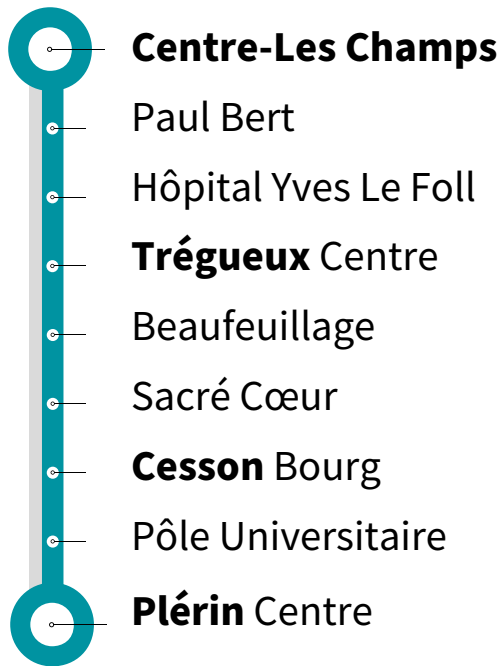 Centre-Les Champs
Paul Bert
Hôpital Yves Le Foll
Trégueux Centre
Beaufeuillage
Sacré Cœur
Cesson Bourg
Pôle Universitaire
Plérin Centre